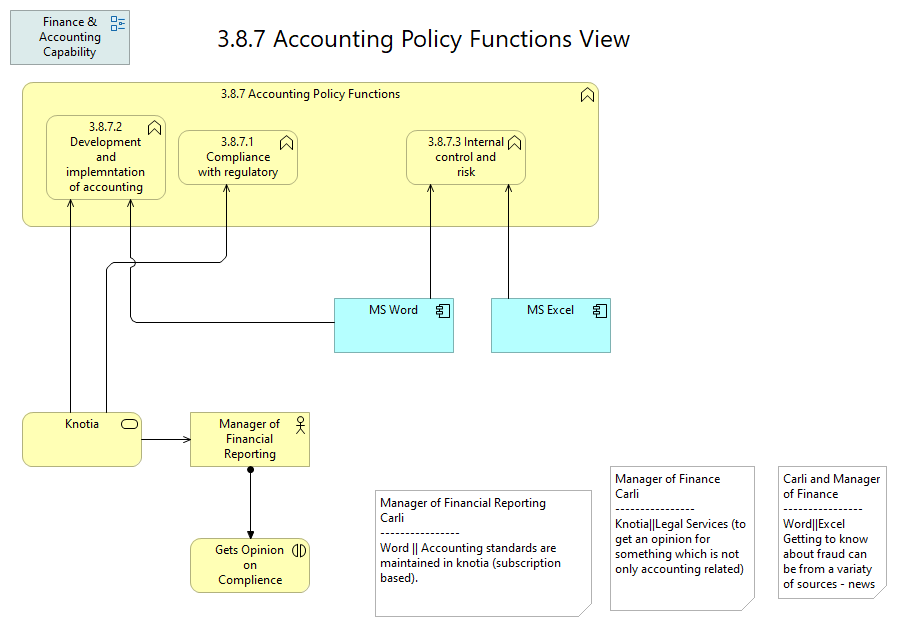 Finance &
Accounting
Capability
3.8.7 Accounting Policy Functions View
3.8.7 Accounting Policy Functions
3.8.7.2
Development
and
implemntation
of accounting
3.8.7.1
Compliance
with regulatory
3.8.7.3 Internal
control and
risk
MS Word
MS Excel
Knotia
Manager of
Financial
Reporting
Gets Opinion
on
Complience
Manager of Financial Reporting
Carli
----------------
Word || Accounting standards are
maintained in knotia (subscription
based).
Manager of Finance
Carli
----------------
Knotia||Legal Services (to
get an opinion for
something which is not
only accounting related)
Carli and Manager
of Finance
----------------
Word||Excel
Getting to know
about fraud can
be from a variaty
of sources - news